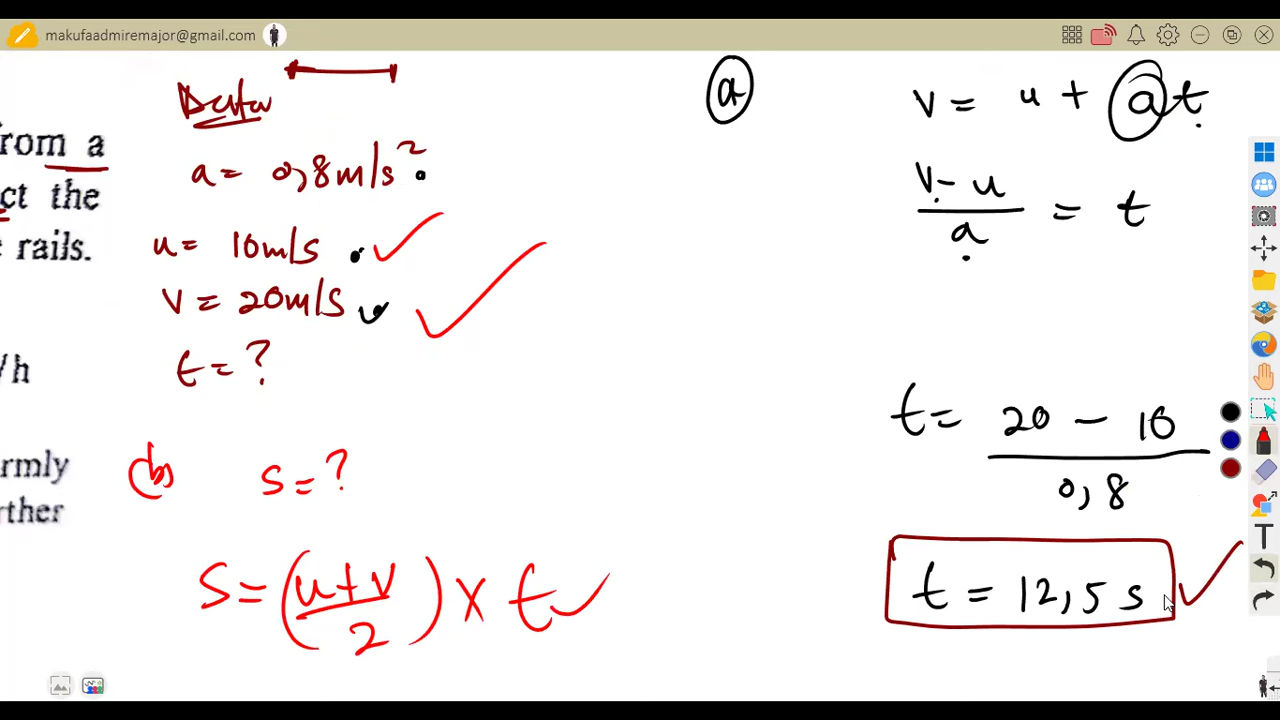 makufaadmiremajor@gmail.com
from a
ct the
e rails.
/h
rmly
rther
Data
a = 0,8m/s²
u = 10m/s
v = 20m/s
t = ?
(b) s = ?
S = (u+v/2) × t
a
v = u + at
v-u/a = t
t = 20 - 10/0,8
t = 12,5 s
T